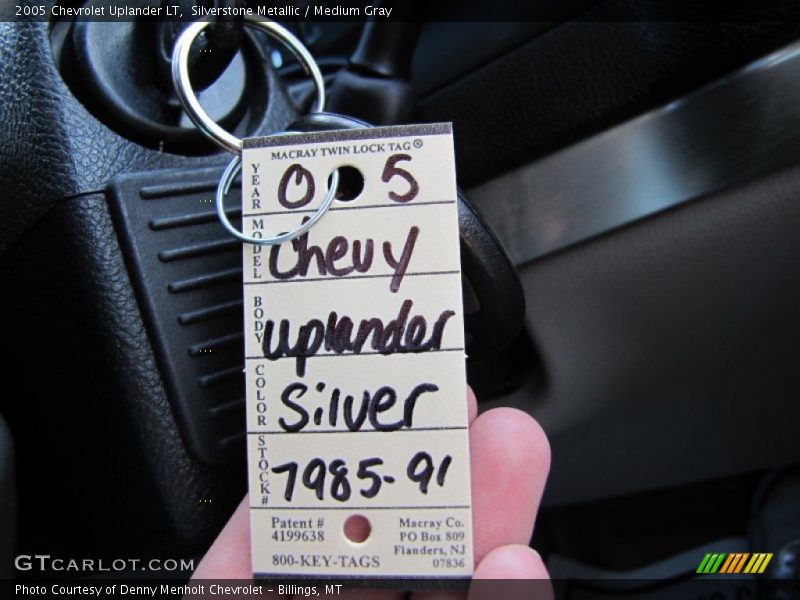 2005 Chevrolet Uplander LT, Silverstone Metallic / Medium Gray
MACRAY TWIN LOCK TAG®
YEAR 0 5
MODEL Chevy
BODY uplander
COLOR Silver
STOCK# 7985-91
Patent #
4199638
800-KEY-TAGS
Macray Co.
PO Box 809
Flanders, NJ
07836
GTCARLOT.COM
Photo Courtesy of Denny Menholt Chevrolet - Billings, MT